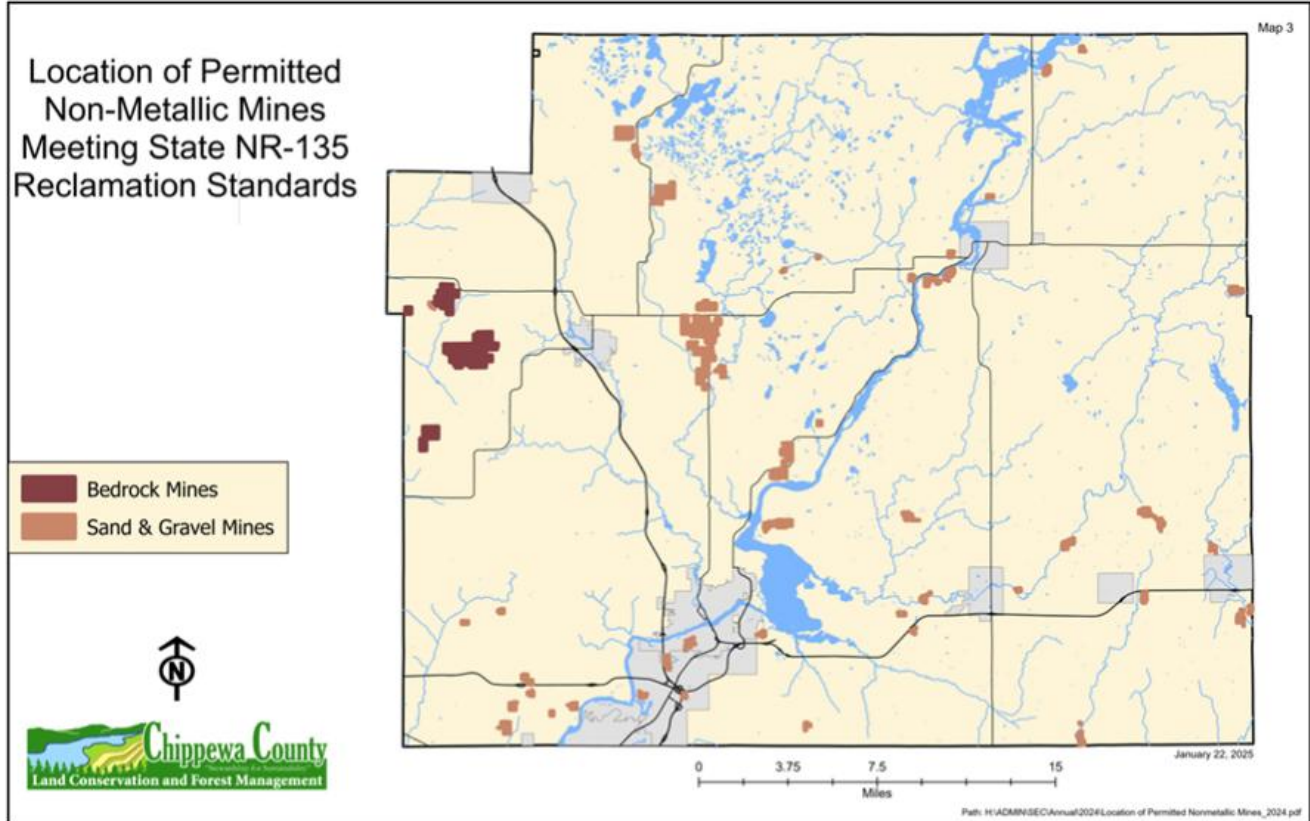 Map 3
Location of Permitted
Non-Metallic Mines
Meeting State NR-135
Reclamation Standards
Bedrock Mines
Sand & Gravel Mines
N
Chippewa County
Land Conservation and Forest Management
January 22, 2025
0 3.75 7.5 15
Miles
Path: H:\ADMIN\SEC\Annual\2024\Location of Permitted Nonmetallic Mines_2024.pdf